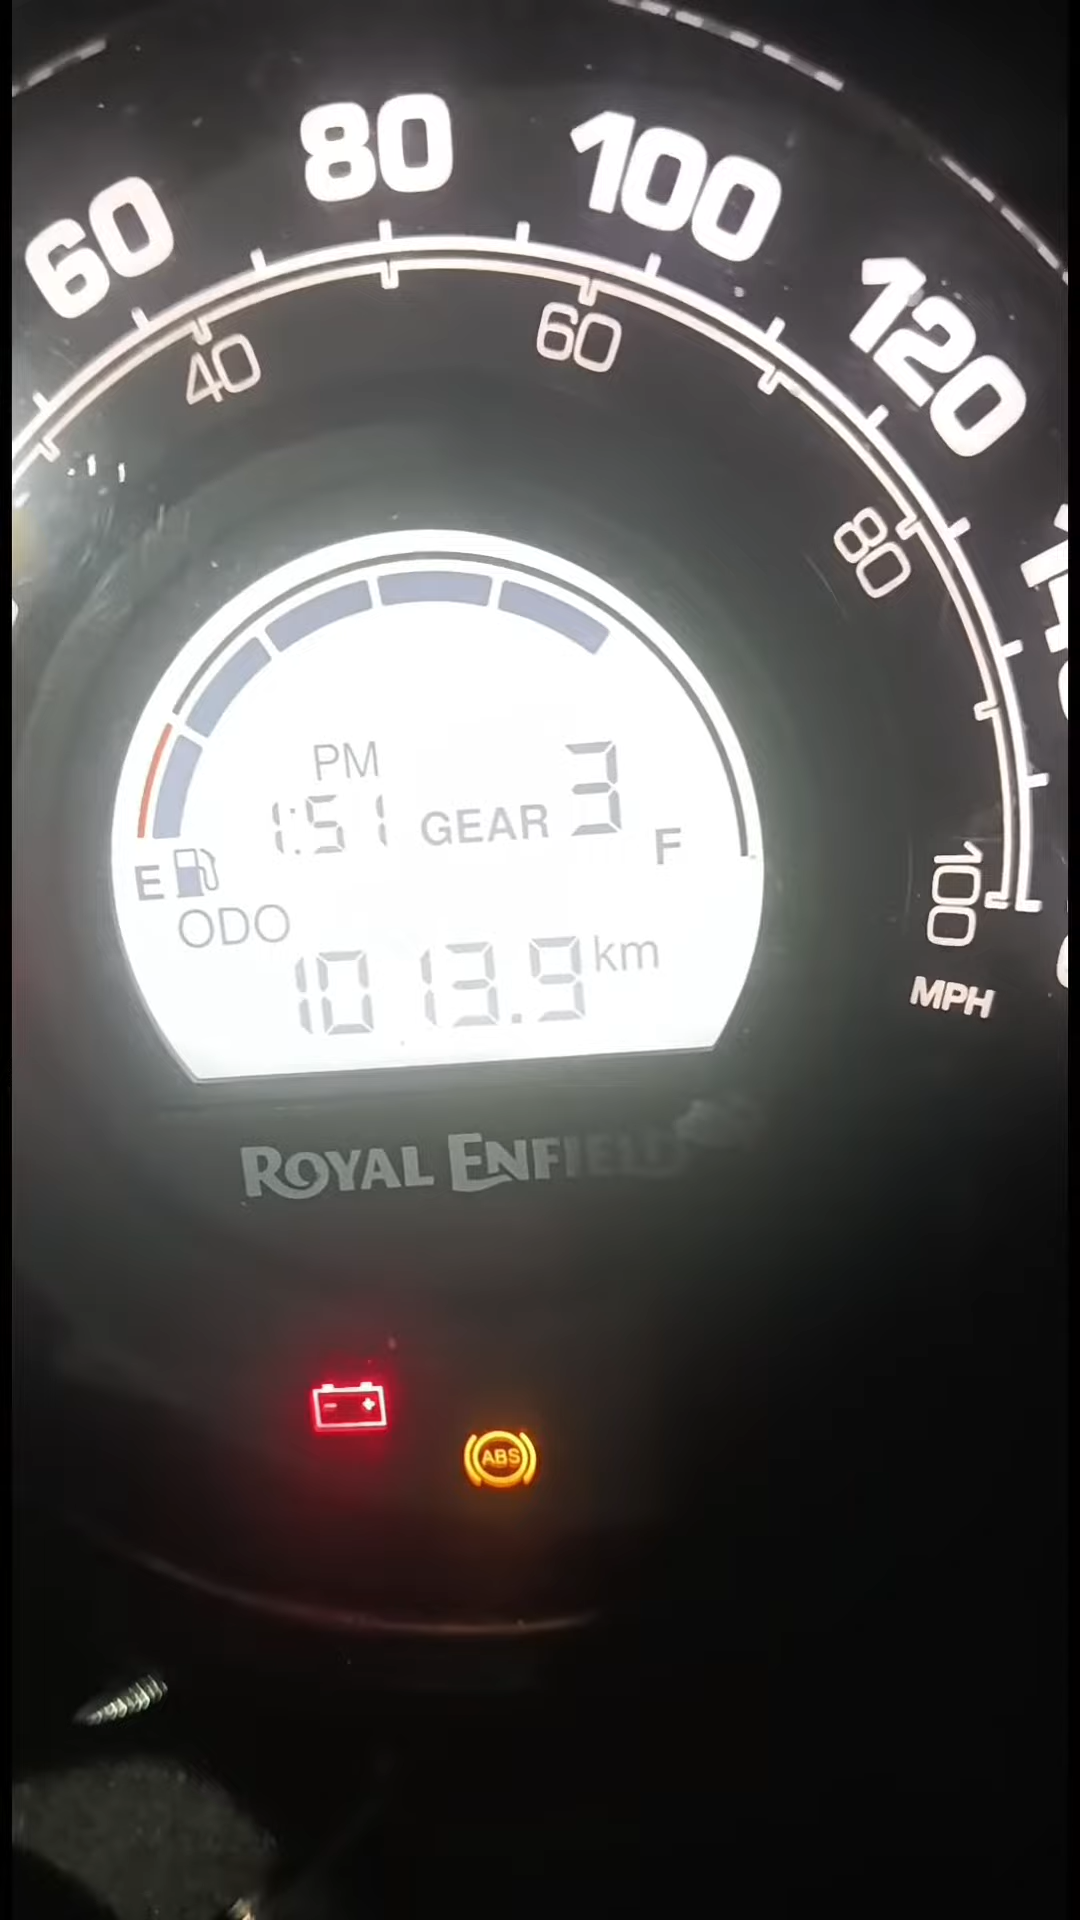 60
80
100
120
40
60
80
100
MPH
PM
1:51
GEAR 3
E
F
ODO
1013.9 km
ROYAL ENFIELD
ABS